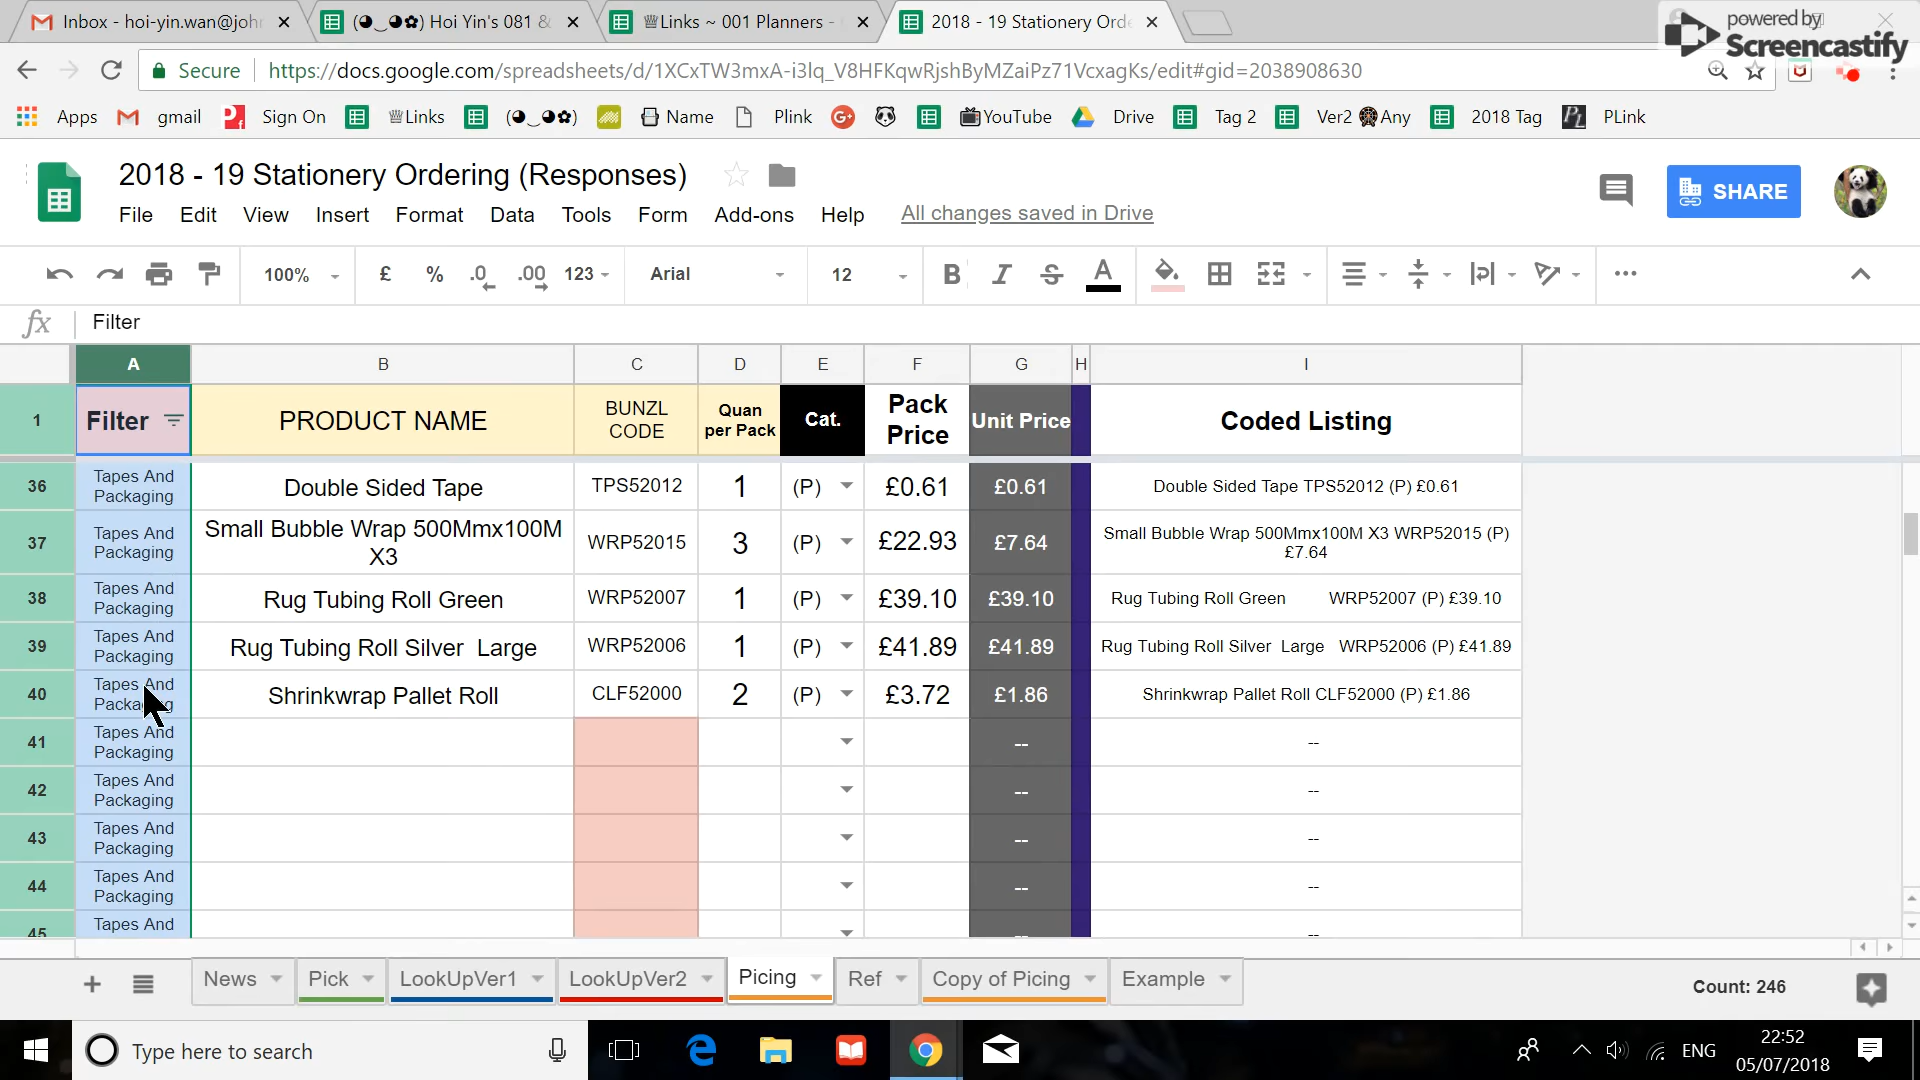 Inbox - hoi-yin.wan@joh
(◕‿◕✿) Hoi Yin's 081 &
♕Links ~ 001 Planners -
2018 - 19 Stationery Orde
powered by
Screencastify
Secure
https://docs.google.com/spreadsheets/d/1XCxTW3mxA-i3lq_V8HFKqwRjshByMZaiPz71VcxagKs/edit#gid=2038908630
Apps
gmail
Sign On
♕Links
(◕‿◕✿)
Name
Plink
YouTube
Drive
Tag 2
Ver2 🎡Any
2018 Tag
PLink
2018 - 19 Stationery Ordering (Responses)
File Edit View Insert Format Data Tools Form Add-ons Help
All changes saved in Drive
SHARE
100% £ % .0 .00 123 Arial 12 B I S A
fx Filter
A B C D E F G H I
1 Filter PRODUCT NAME BUNZL CODE Quan per Pack Cat. Pack Price Unit Price Coded Listing
36 Tapes And Packaging Double Sided Tape TPS52012 1 (P) £0.61 £0.61 Double Sided Tape TPS52012 (P) £0.61
37 Tapes And Packaging Small Bubble Wrap 500Mmx100M X3 WRP52015 3 (P) £22.93 £7.64 Small Bubble Wrap 500Mmx100M X3 WRP52015 (P) £7.64
38 Tapes And Packaging Rug Tubing Roll Green WRP52007 1 (P) £39.10 £39.10 Rug Tubing Roll Green WRP52007 (P) £39.10
39 Tapes And Packaging Rug Tubing Roll Silver Large WRP52006 1 (P) £41.89 £41.89 Rug Tubing Roll Silver Large WRP52006 (P) £41.89
40 Tapes And Packaging Shrinkwrap Pallet Roll CLF52000 2 (P) £3.72 £1.86 Shrinkwrap Pallet Roll CLF52000 (P) £1.86
41 Tapes And Packaging -- --
42 Tapes And Packaging -- --
43 Tapes And Packaging -- --
44 Tapes And Packaging -- --
45 Tapes And -- --
News Pick LookUpVer1 LookUpVer2 Picing Ref Copy of Picing Example
Count: 246
Type here to search
ENG
22:52
05/07/2018